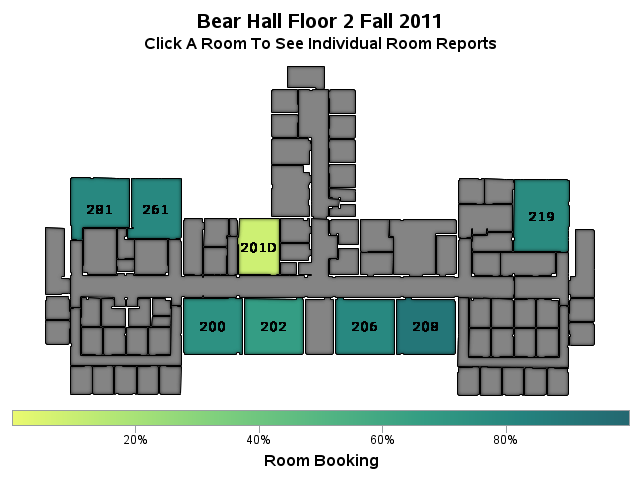 Bear Hall Floor 2 Fall 2011
Click A Room To See Individual Room Reports
281 261 219
201D
200 202 206 208
20% 40% 60% 80%
Room Booking